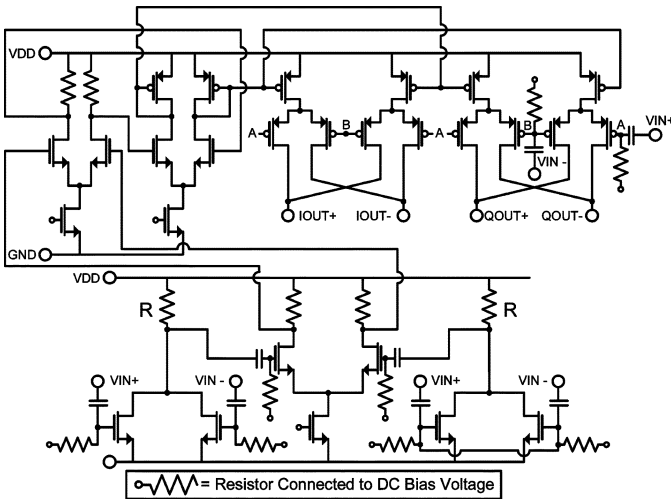 VDD
A
B
A
B
VIN -
A
VIN+
IOUT+
IOUT-
QOUT+
QOUT-
GND
VDD
R
R
VIN+
VIN -
VIN+
VIN -
= Resistor Connected to DC Bias Voltage